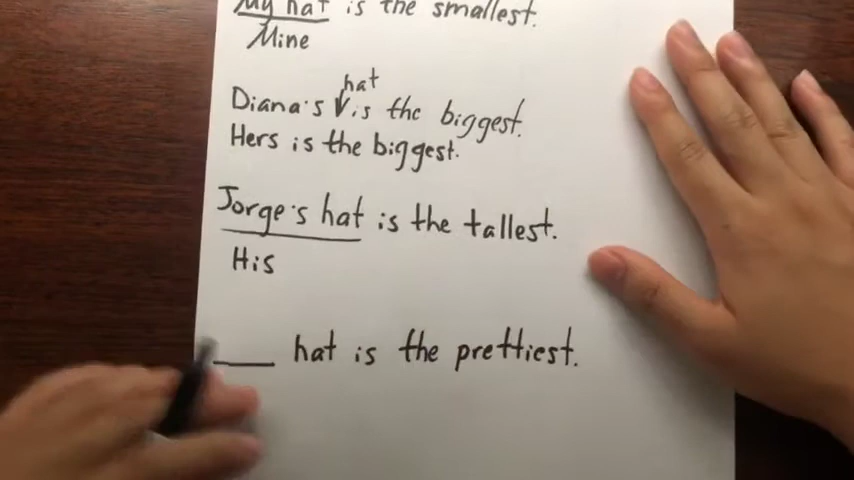 My hat is the smallest.
Mine
hat
Diana's is the biggest.
Hers is the biggest.
Jorge's hat is the tallest.
His
____ hat is the prettiest.